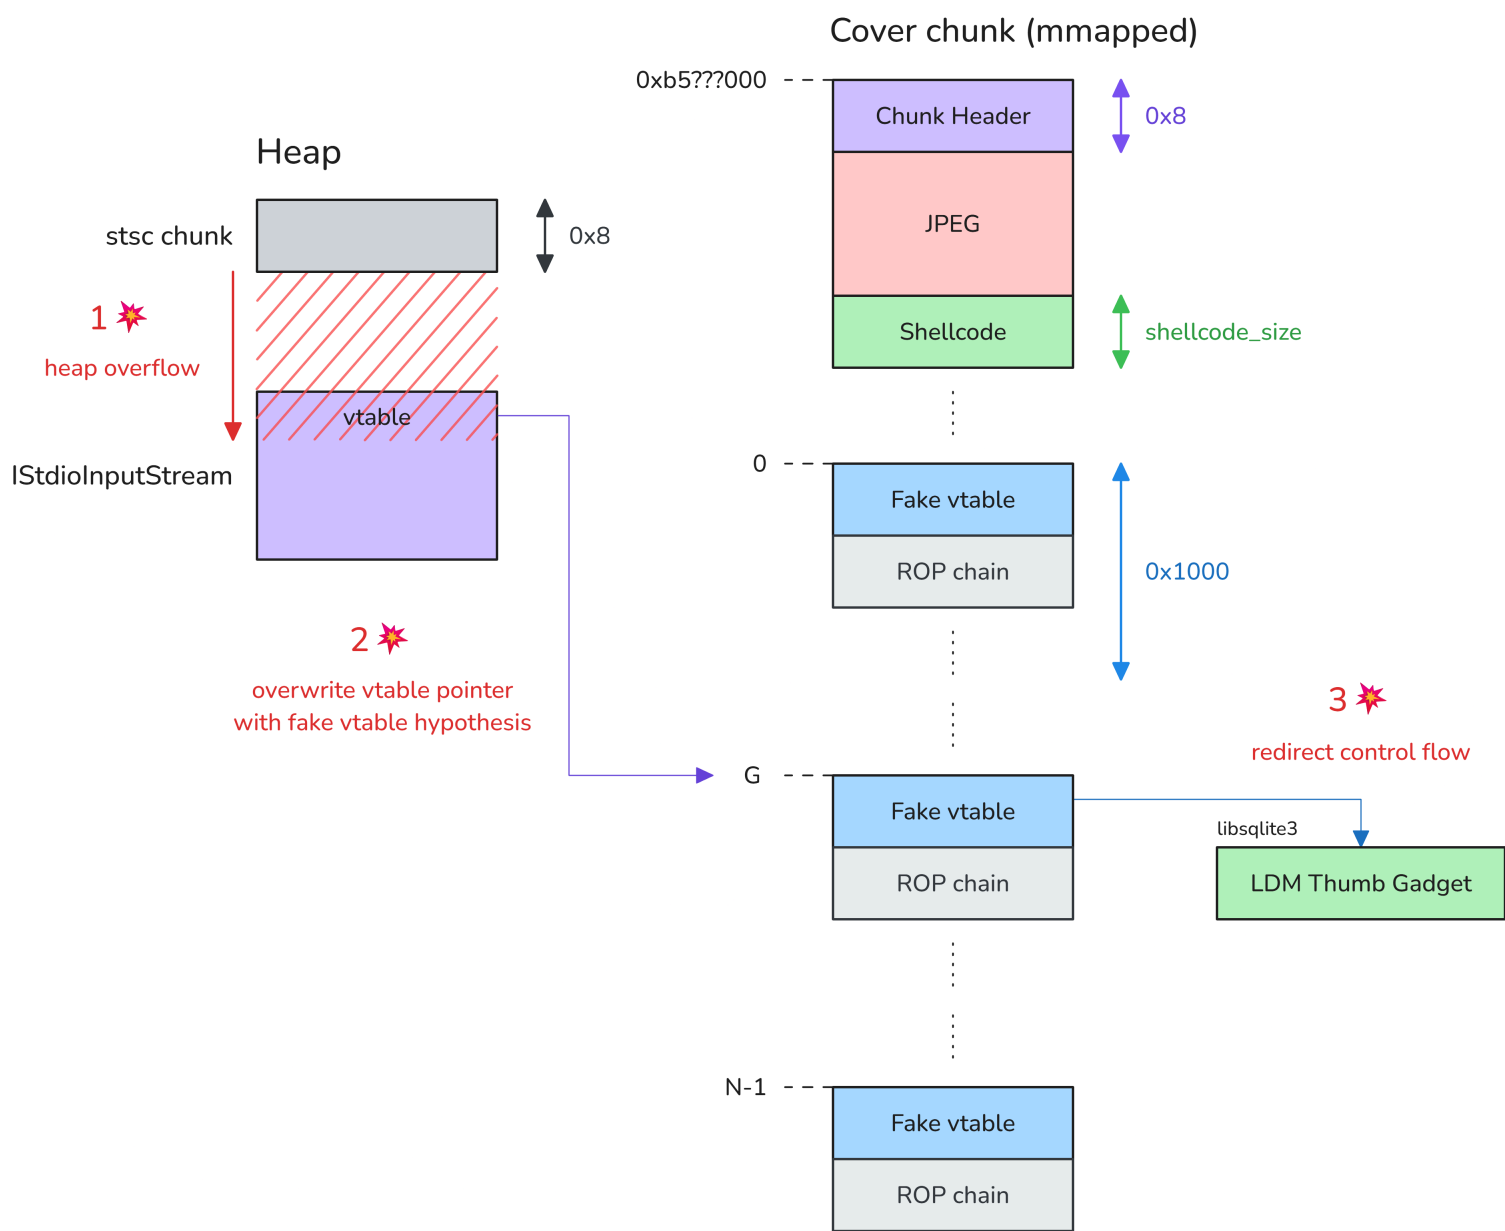 Cover chunk (mmapped)
0xb5???000
Chunk Header
0x8
JPEG
Shellcode
shellcode_size
Heap
stsc chunk
0x8
1
heap overflow
vtable
IStdioInputStream
2
overwrite vtable pointer
with fake vtable hypothesis
0
Fake vtable
ROP chain
0x1000
G
Fake vtable
ROP chain
3
redirect control flow
libsqlite3
LDM Thumb Gadget
N-1
Fake vtable
ROP chain